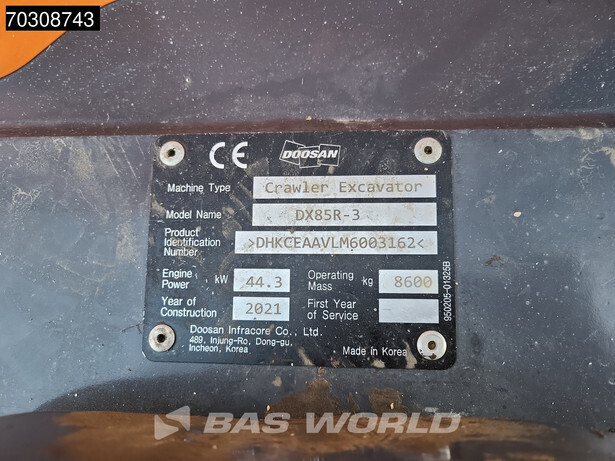 70308743
CE DOOSAN
Machine Type Crawler Excavator
Model Name DX85R-3
Product Identification Number >DHKCEAAVLM6003162<
Engine Power kW 44.3 Operating Mass kg 8600
Year of Construction 2021 First Year of Service
Doosan Infracore Co., Ltd.
489, Injung-Ro, Dong-gu,
Incheon, Korea
Made in Korea
950205-01325B
BAS WORLD